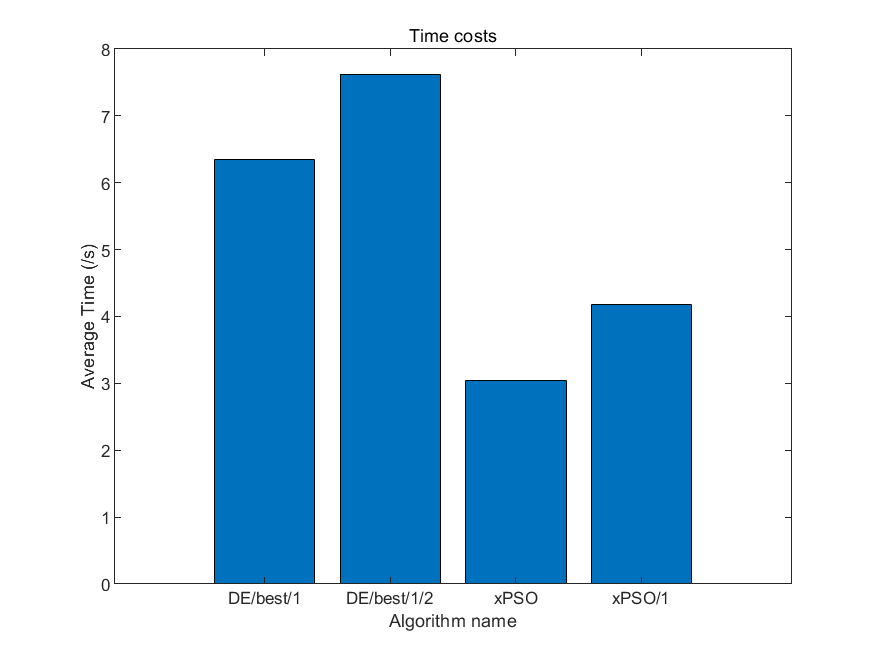 Time costs
8
7
6
5
4
3
2
1
0
Average Time (/s)
DE/best/1
DE/best/1/2
xPSO
xPSO/1
Algorithm name